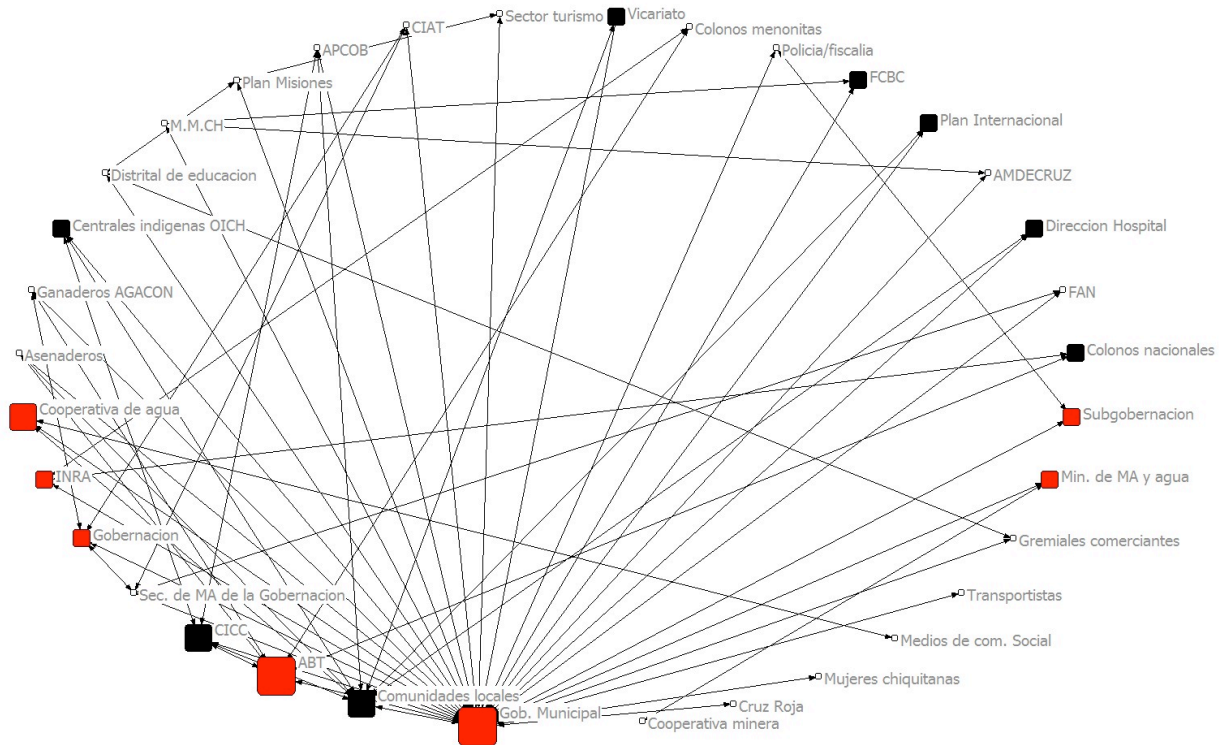 Sector turismo
Vicariato
CIAT
Colonos menonitas
APCOB
Policia/fiscalia
Plan Misiones
FCBC
M.M.CH
Plan Internacional
Distrital de educacion
AMDECRUZ
Centrales indigenas OICH
Direccion Hospital
Ganaderos AGACON
FAN
Asenaderos
Colonos nacionales
Cooperativa de agua
Subgobernacion
INRA
Min. de MA y agua
Gobernacion
Gremiales comerciantes
Sec. de MA de la Gobernacion
Transportistas
CICC
Medios de com. Social
ABT
Mujeres chiquitanas
Comunidades locales
Cruz Roja
Gob. Municipal
Cooperativa minera